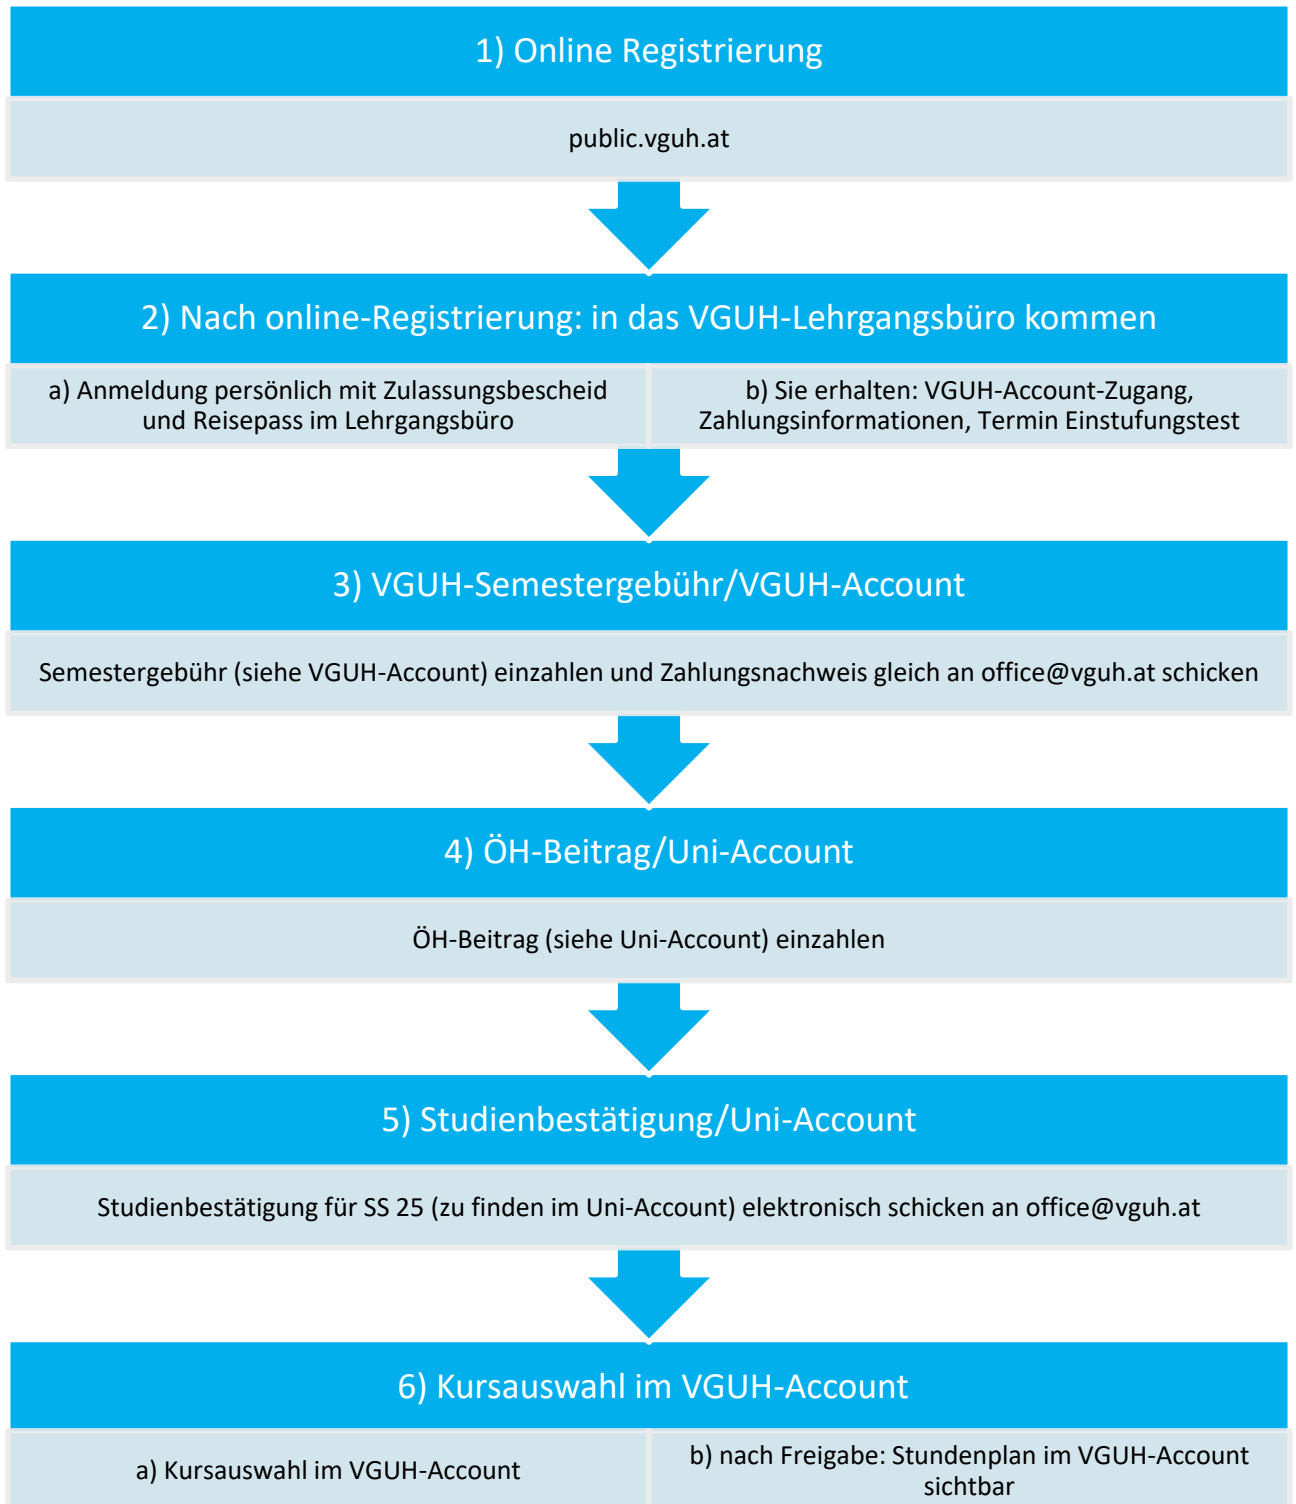 1) Online Registrierung
public.vguh.at
2) Nach online-Registrierung: in das VGUH-Lehrgangsbüro kommen
a) Anmeldung persönlich mit Zulassungsbescheid
und Reisepass im Lehrgangsbüro
b) Sie erhalten: VGUH-Account-Zugang,
Zahlungsinformationen, Termin Einstufungstest
3) VGUH-Semestergebühr/VGUH-Account
Semestergebühr (siehe VGUH-Account) einzahlen und Zahlungsnachweis gleich an office@vguh.at schicken
4) ÖH-Beitrag/Uni-Account
ÖH-Beitrag (siehe Uni-Account) einzahlen
5) Studienbestätigung/Uni-Account
Studienbestätigung für SS 25 (zu finden im Uni-Account) elektronisch schicken an office@vguh.at
6) Kursauswahl im VGUH-Account
a) Kursauswahl im VGUH-Account
b) nach Freigabe: Stundenplan im VGUH-Account
sichtbar